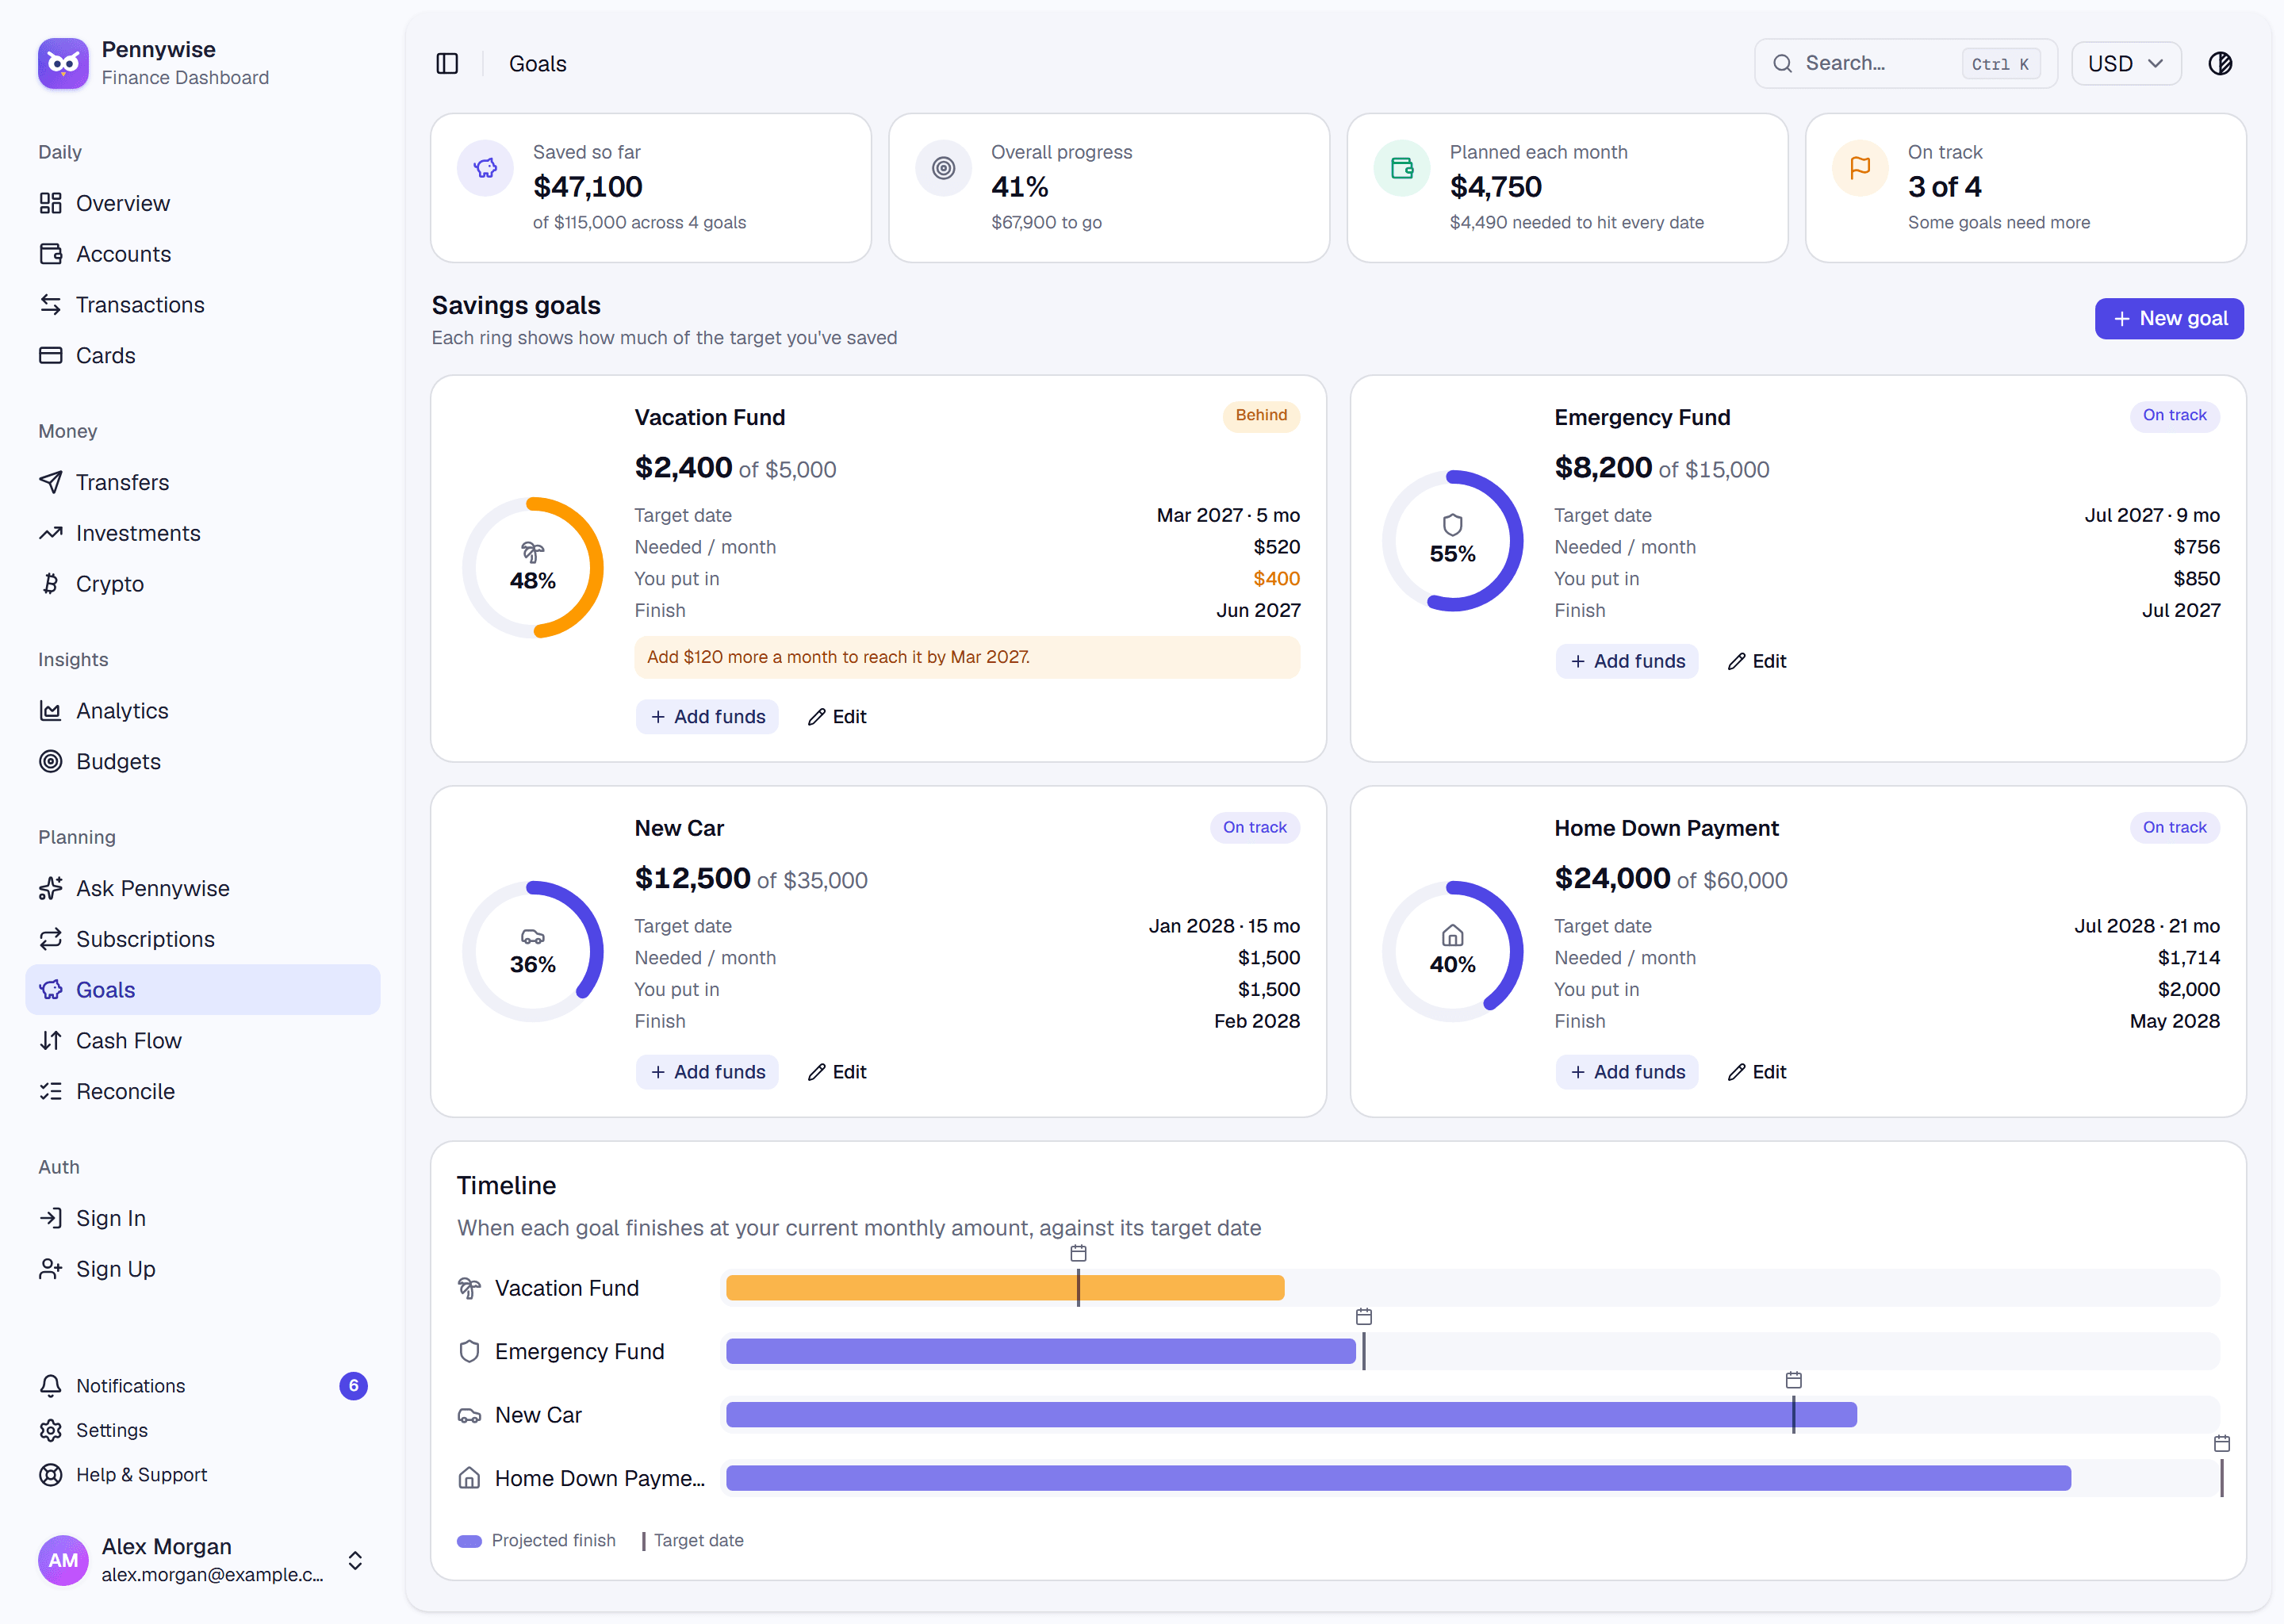 Pennywise
Finance Dashboard
Daily
Overview
Accounts
Transactions
Cards
Money
Transfers
Investments
Crypto
Insights
Analytics
Budgets
Planning
Ask Pennywise
Subscriptions
Goals
Cash Flow
Reconcile
Auth
Sign In
Sign Up
Notifications 6
Settings
Help & Support
AM
Alex Morgan
alex.morgan@example.c...
Goals
Search... Ctrl K
USD
Saved so far
$47,100
of $115,000 across 4 goals
Overall progress
41%
$67,900 to go
Planned each month
$4,750
$4,490 needed to hit every date
On track
3 of 4
Some goals need more
Savings goals
Each ring shows how much of the target you've saved
New goal
48%
Vacation Fund Behind
$2,400 of $5,000
Target date Mar 2027 · 5 mo
Needed / month $520
You put in $400
Finish Jun 2027
Add $120 more a month to reach it by Mar 2027.
Add funds Edit
55%
Emergency Fund On track
$8,200 of $15,000
Target date Jul 2027 · 9 mo
Needed / month $756
You put in $850
Finish Jul 2027
Add funds Edit
36%
New Car On track
$12,500 of $35,000
Target date Jan 2028 · 15 mo
Needed / month $1,500
You put in $1,500
Finish Feb 2028
Add funds Edit
40%
Home Down Payment On track
$24,000 of $60,000
Target date Jul 2028 · 21 mo
Needed / month $1,714
You put in $2,000
Finish May 2028
Add funds Edit
Timeline
When each goal finishes at your current monthly amount, against its target date
Vacation Fund
Emergency Fund
New Car
Home Down Payme...
Projected finish Target date